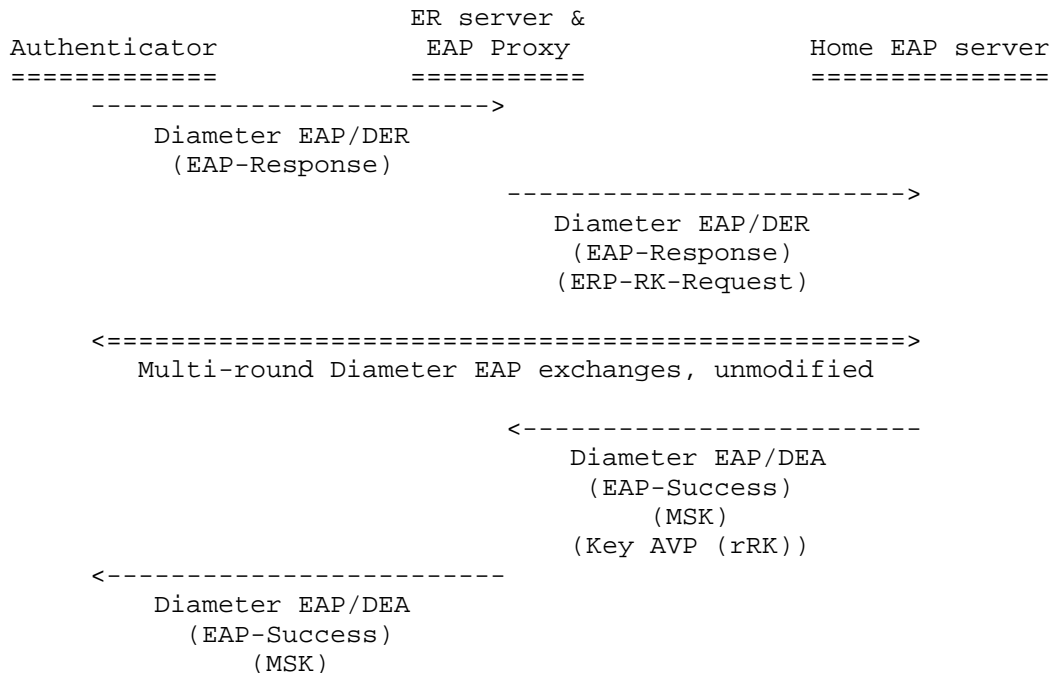 ER server &
Authenticator             EAP Proxy               Home EAP server
=============            ===========              ===============
     ------------------------->
         Diameter EAP/DER
          (EAP-Response)
                               ------------------------->
                                  Diameter EAP/DER
                                   (EAP-Response)
                                  (ERP-RK-Request)
     <==================================================>
        Multi-round Diameter EAP exchanges, unmodified
                               <-------------------------
                                   Diameter EAP/DEA
                                    (EAP-Success)
                                        (MSK)
                                   (Key AVP (rRK))
     <-------------------------
         Diameter EAP/DEA
           (EAP-Success)
               (MSK)